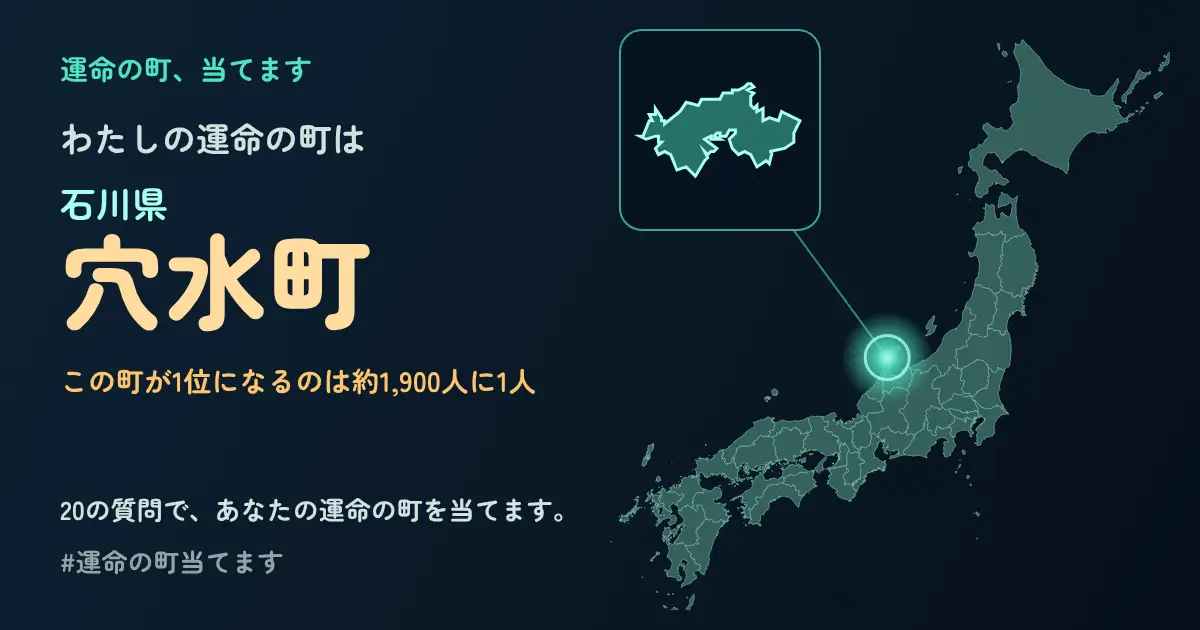 運命の町、当てます
わたしの運命の町は
石川県
穴水町
この町が1位になるのは約1,900人に1人
20の質問で、あなたの運命の町を当てます。
#運命の町当てます